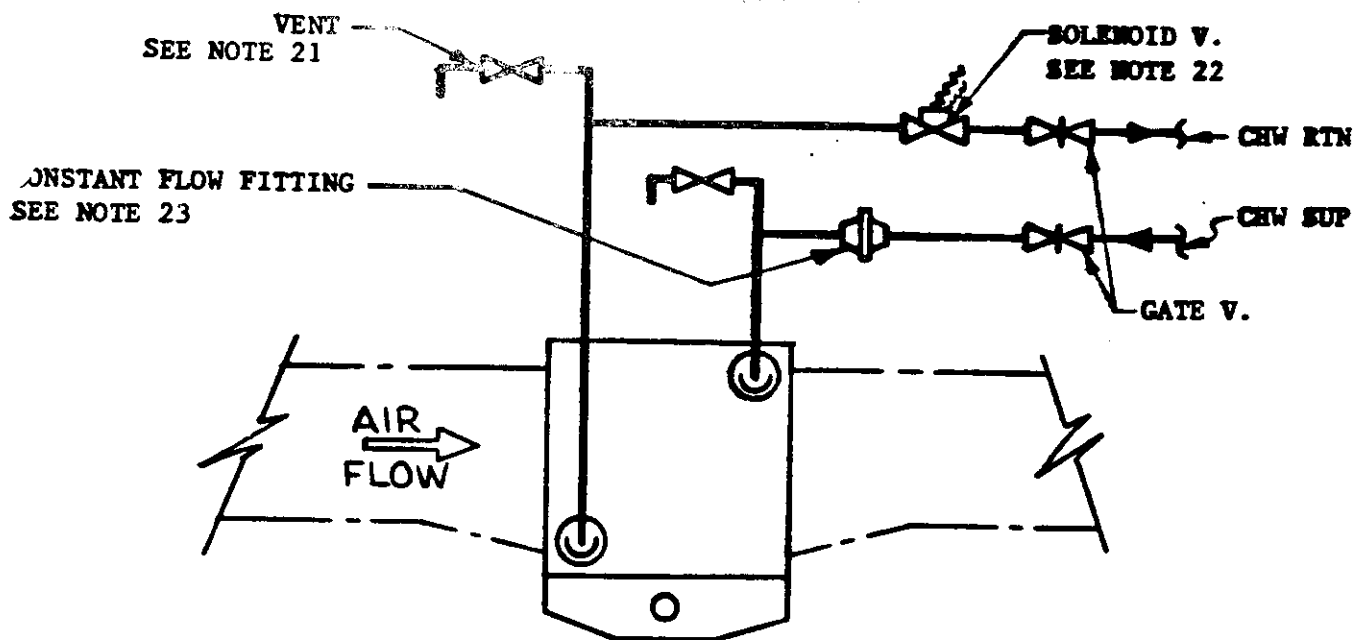 VENT
SEE NOTE 21
SOLENOID V.
SEE NOTE 22
CHW RTN
ONSTANT FLOW FITTING
SEE NOTE 23
CHW SUP
GATE V.
AIR
FLOW